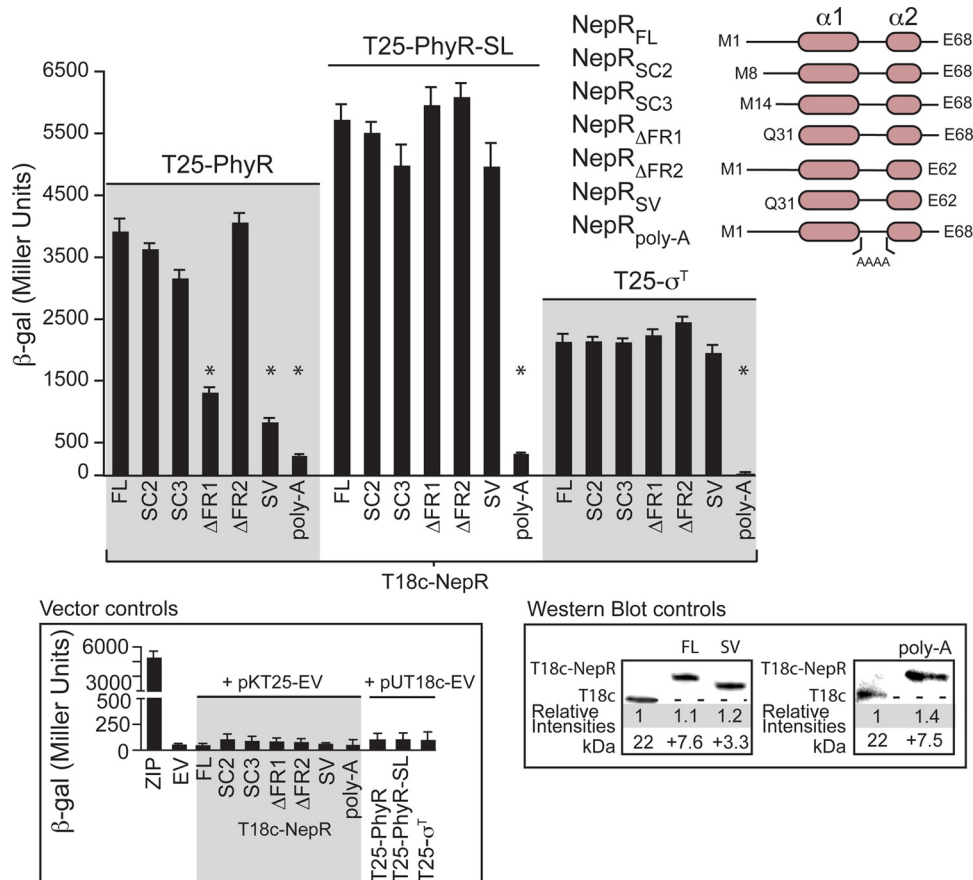 T25-PhyR-SL
T25-PhyR
T25-σT
β-gal (Miller Units)
6500
5500
4500
3500
2500
1500
500
0
* * *
*
*
FL SC2 SC3 ΔFR1 ΔFR2 SV poly-A
FL SC2 SC3 ΔFR1 ΔFR2 SV poly-A
FL SC2 SC3 ΔFR1 ΔFR2 SV poly-A
T18c-NepR
α1 α2
NepRFL M1 E68
NepRSC2 M8 E68
NepRSC3 M14 E68
NepRΔFR1 Q31 E68
NepRΔFR2 M1 E62
NepRSV Q31 E62
NepRpoly-A M1 E68
AAAA
Vector controls
β-gal (Miller Units)
6000
3000
500
250
0
+ pKT25-EV + pUT18c-EV
ZIP EV FL SC2 SC3 ΔFR1 ΔFR2 SV poly-A T25-PhyR T25-PhyR-SL T25-σT
T18c-NepR
Western Blot controls
FL SV
T18c-NepR
T18c
Relative Intensities 1 1.1 1.2
kDa 22 +7.6 +3.3
poly-A
T18c-NepR
T18c
Relative Intensities 1 1.4
kDa 22 +7.5